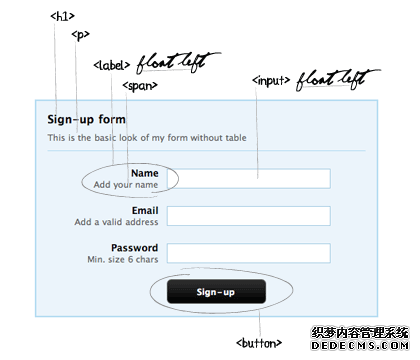 <h1>
<p>
<label> float left
<span>
<input> float left
Sign-up form
This is the basic look of my form without table
Name
Add your name
Email
Add a valid address
Password
Min. size 6 chars
Sign-up
<button>
织梦内容管理系统
DEDECMS.COM